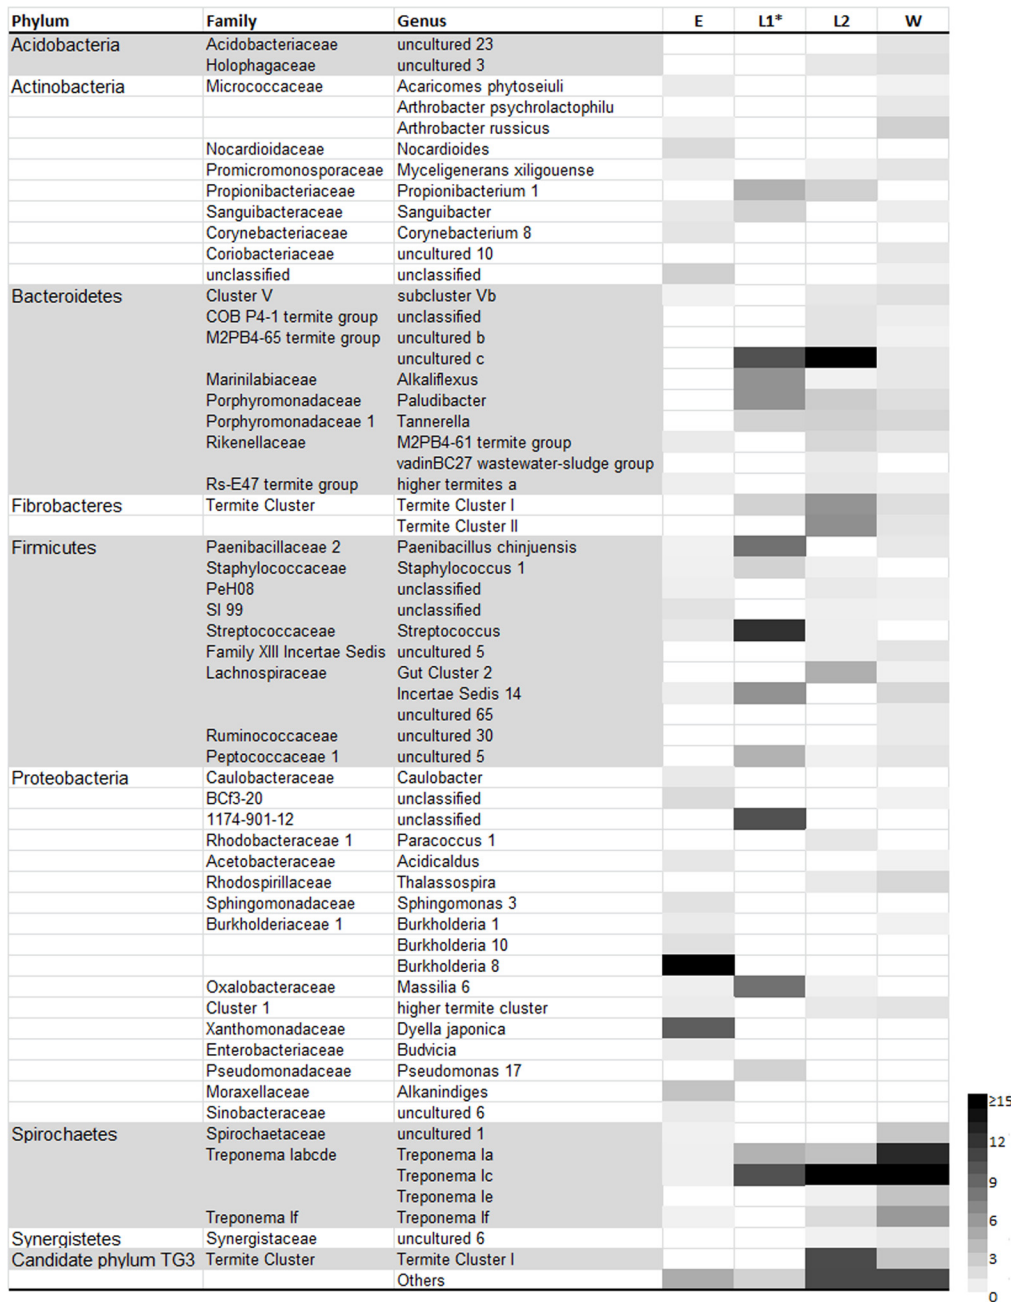 Phylum Family Genus E L1* L2 W
Acidobacteria Acidobacteriaceae uncultured 23
Holophagaceae uncultured 3
Actinobacteria Micrococcaceae Acaricomes phytoseiuli
Arthrobacter psychrolactophilu
Arthrobacter russicus
Nocardioidaceae Nocardioides
Promicromonosporaceae Myceligenerans xiligouense
Propionibacteriaceae Propionibacterium 1
Sanguibacteraceae Sanguibacter
Corynebacteriaceae Corynebacterium 8
Coriobacteriaceae uncultured 10
unclassified unclassified
Bacteroidetes Cluster V subcluster Vb
COB P4-1 termite group unclassified
M2PB4-65 termite group uncultured b
uncultured c
Marinilabiaceae Alkaliflexus
Porphyromonadaceae Paludibacter
Porphyromonadaceae 1 Tannerella
Rikenellaceae M2PB4-61 termite group
vadinBC27 wastewater-sludge group
Rs-E47 termite group higher termites a
Fibrobacteres Termite Cluster Termite Cluster I
Termite Cluster II
Firmicutes Paenibacillaceae 2 Paenibacillus chinjuensis
Staphylococcaceae Staphylococcus 1
PeH08 unclassified
SI 99 unclassified
Streptococcaceae Streptococcus
Family XIII Incertae Sedis uncultured 5
Lachnospiraceae Gut Cluster 2
Incertae Sedis 14
uncultured 65
Ruminococcaceae uncultured 30
Peptococcaceae 1 uncultured 5
Proteobacteria Caulobacteraceae Caulobacter
BCf3-20 unclassified
1174-901-12 unclassified
Rhodobacteraceae 1 Paracoccus 1
Acetobacteraceae Acidicaldus
Rhodospirillaceae Thalassospira
Sphingomonadaceae Sphingomonas 3
Burkholderiaceae 1 Burkholderia 1
Burkholderia 10
Burkholderia 8
Oxalobacteraceae Massilia 6
Cluster 1 higher termite cluster
Xanthomonadaceae Dyella japonica
Enterobacteriaceae Budvicia
Pseudomonadaceae Pseudomonas 17
Moraxellaceae Alkanindiges
Sinobacteraceae uncultured 6
Spirochaetes Spirochaetaceae uncultured 1
Treponema Iabcde Treponema Ia
Treponema Ic
Treponema Ie
Treponema If Treponema If
Synergistetes Synergistaceae uncultured 6
Candidate phylum TG3 Termite Cluster Termite Cluster I
Others
≥15
12
9
6
3
0